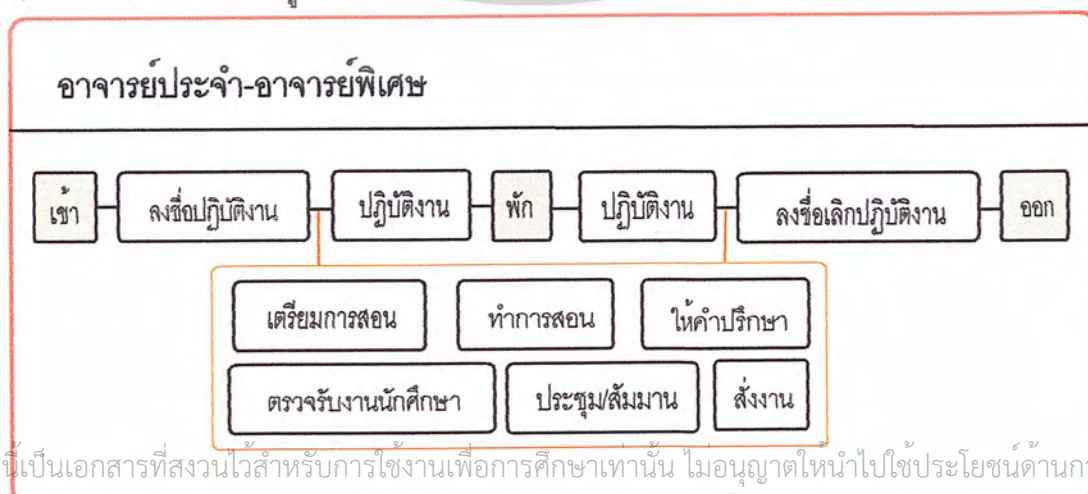 อาจารย์ประจำ-อาจารย์พิเศษ
เข้า ลงชื่อปฏิบัติงาน ปฏิบัติงาน พัก ปฏิบัติงาน ลงชื่อเลิกปฏิบัติงาน ออก
เตรียมการสอน ทำการสอน ให้คำปรึกษา
ตรวจรับงานนักศึกษา ประชุม/สัมมาน สั่งงาน
นี้เป็นเอกสารที่สงวนไว้สำหรับการใช้งานเพื่อการศึกษาเท่านั้น ไม่อนุญาตให้นำไปใช้ประโยชน์ด้าน